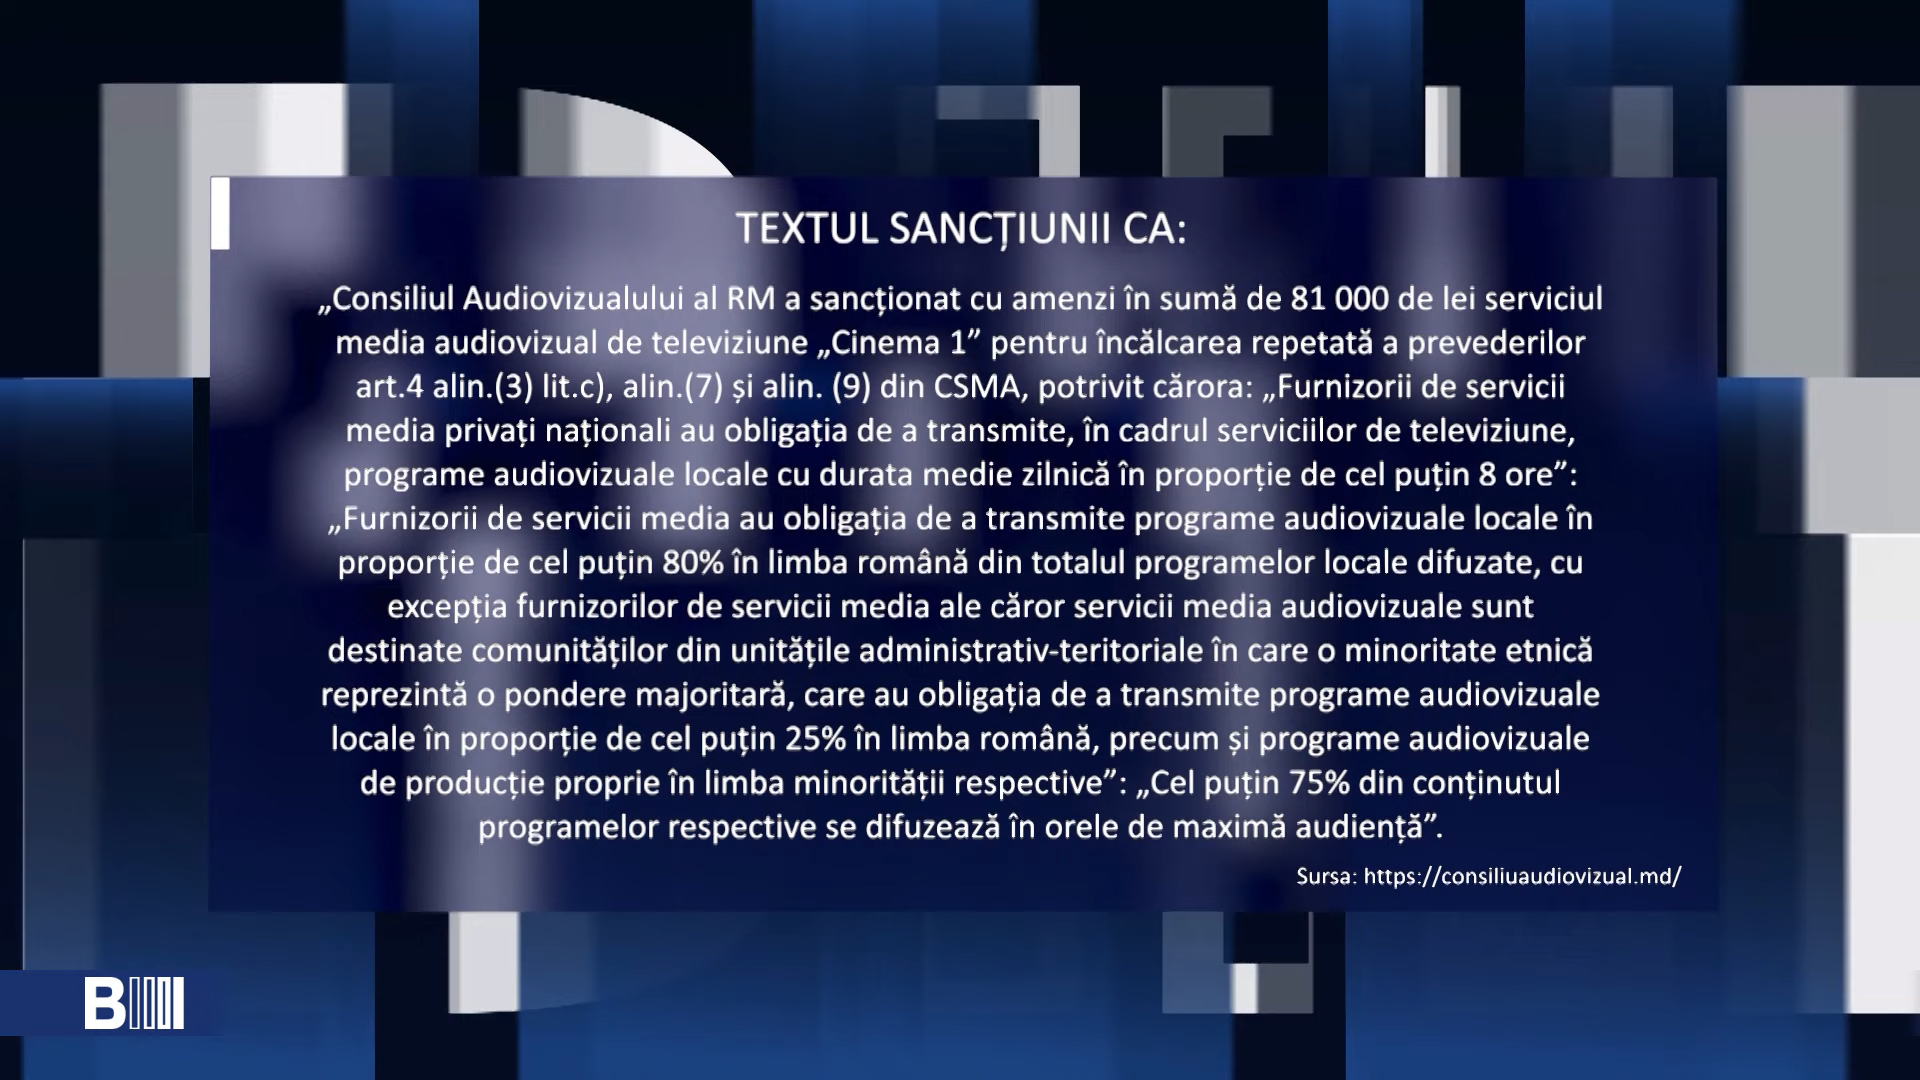 TEXTUL SANCȚIUNII CA:
„Consiliul Audiovizualului al RM a sancționat cu amenzi în sumă de 81 000 de lei serviciul
media audiovizual de televiziune „Cinema 1” pentru încălcarea repetată a prevederilor
art.4 alin.(3) lit.c), alin.(7) și alin. (9) din CSMA, potrivit cărora: „Furnizorii de servicii
media privați naționali au obligația de a transmite, în cadrul serviciilor de televiziune,
programe audiovizuale locale cu durata medie zilnică în proporție de cel puțin 8 ore”:
„Furnizorii de servicii media au obligația de a transmite programe audiovizuale locale în
proporție de cel puțin 80% în limba română din totalul programelor locale difuzate, cu
excepția furnizorilor de servicii media ale căror servicii media audiovizuale sunt
destinate comunităților din unitățile administrativ-teritoriale în care o minoritate etnică
reprezintă o pondere majoritară, care au obligația de a transmite programe audiovizuale
locale în proporție de cel puțin 25% în limba română, precum și programe audiovizuale
de producție proprie în limba minorității respective”: „Cel puțin 75% din conținutul
programelor respective se difuzează în orele de maximă audiență”.
Sursa: https://consiliuaudiovizual.md/
B